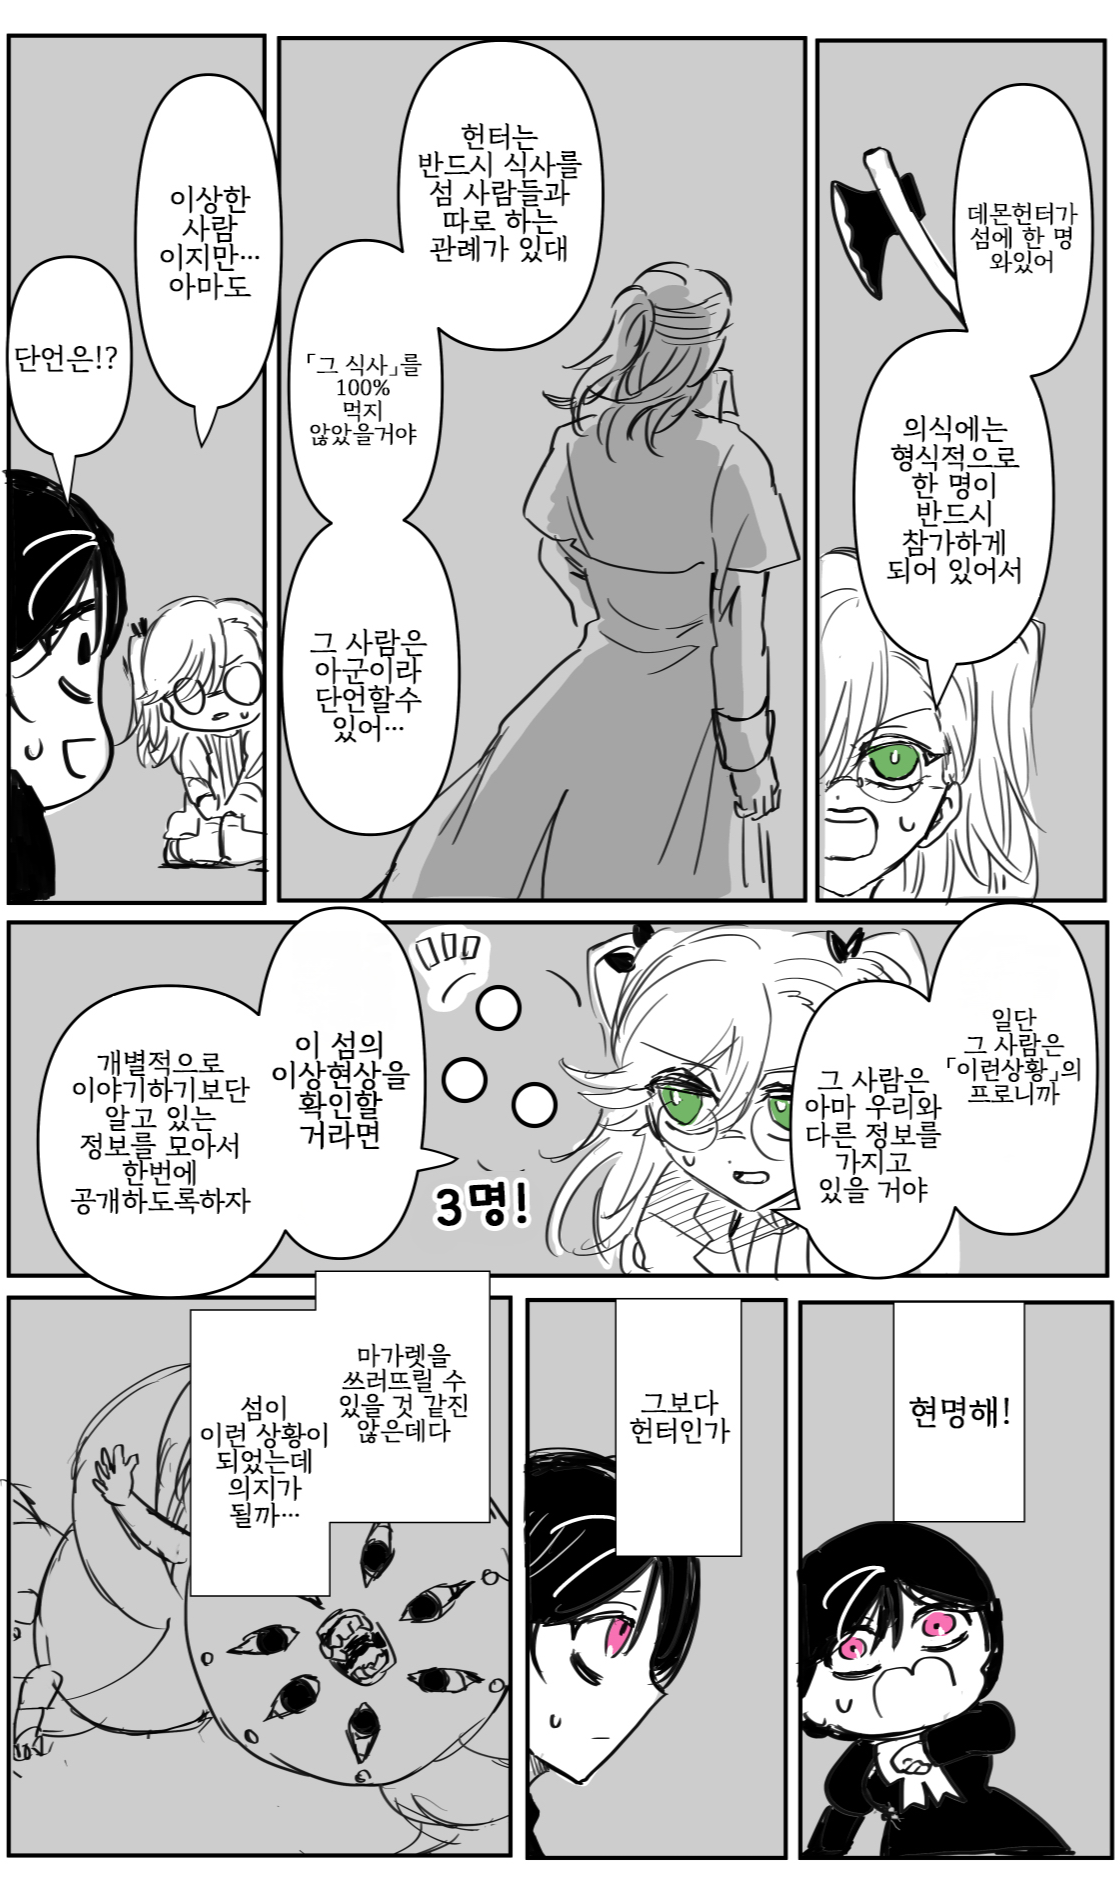 데몬헌터가
섬에 한 명
와있어
의식에는
형식적으로
한 명이
반드시
참가하게
되어 있어서
헌터는
반드시 식사를
섬 사람들과
따로 하는
관례가 있대
「그 식사」를
100%
먹지
않았을거야
그 사람은
아군이라
단언할수
있어…
이상한
사람
이지만…
아마도
단언은!?
일단
그 사람은
「이런상황」의
프로니까
그 사람은
아마 우리와
다른 정보를
가지고
있을 거야
3명!
이 섬의
이상현상을
확인할
거라면
개별적으로
이야기하기보단
알고 있는
정보를 모아서
한번에
공개하도록하자
현명해!
그보다
헌터인가
마가렛을
쓰러뜨릴 수
있을 것 같진
않은데다
섬이
이런 상황이
되었는데
의지가
될까…